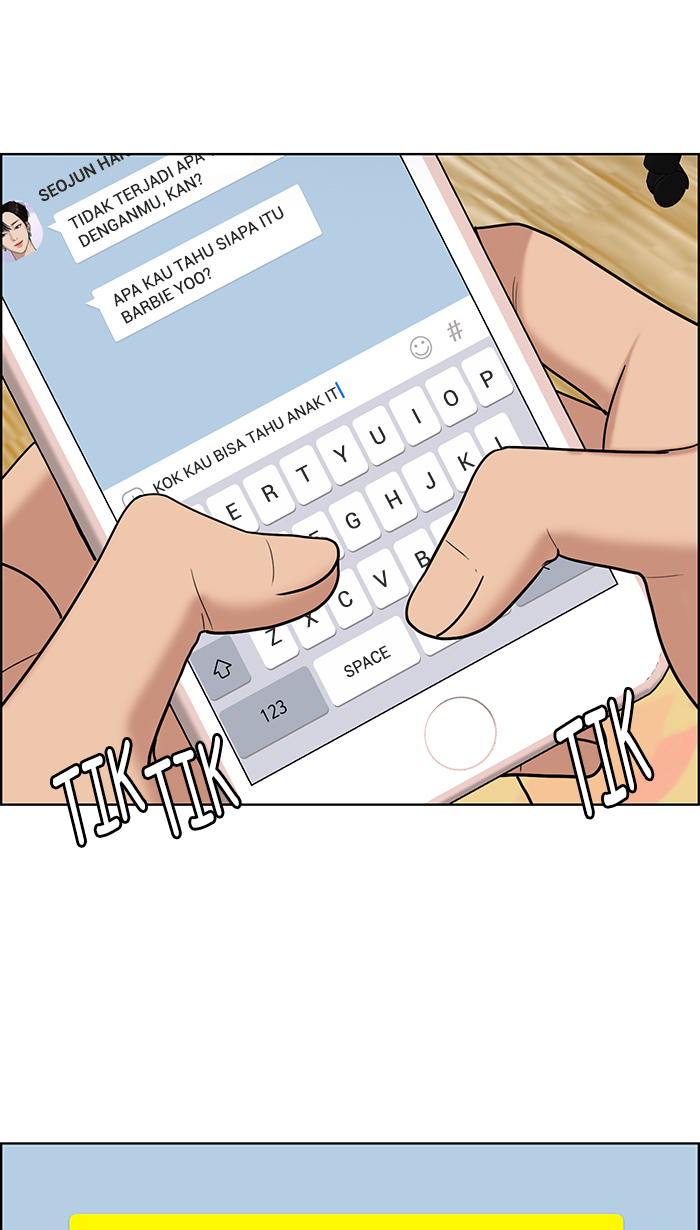 SEOJUN HAN
TIDAK TERJADI APA
DENGANMU, KAN?
APA KAU TAHU SIAPA ITU
BARBIE YOO?
KOK KAU BISA TAHU ANAK IT
E R T Y U I O P
G H J K L
Z X C V B
123 SPACE
TIK TIK TIK